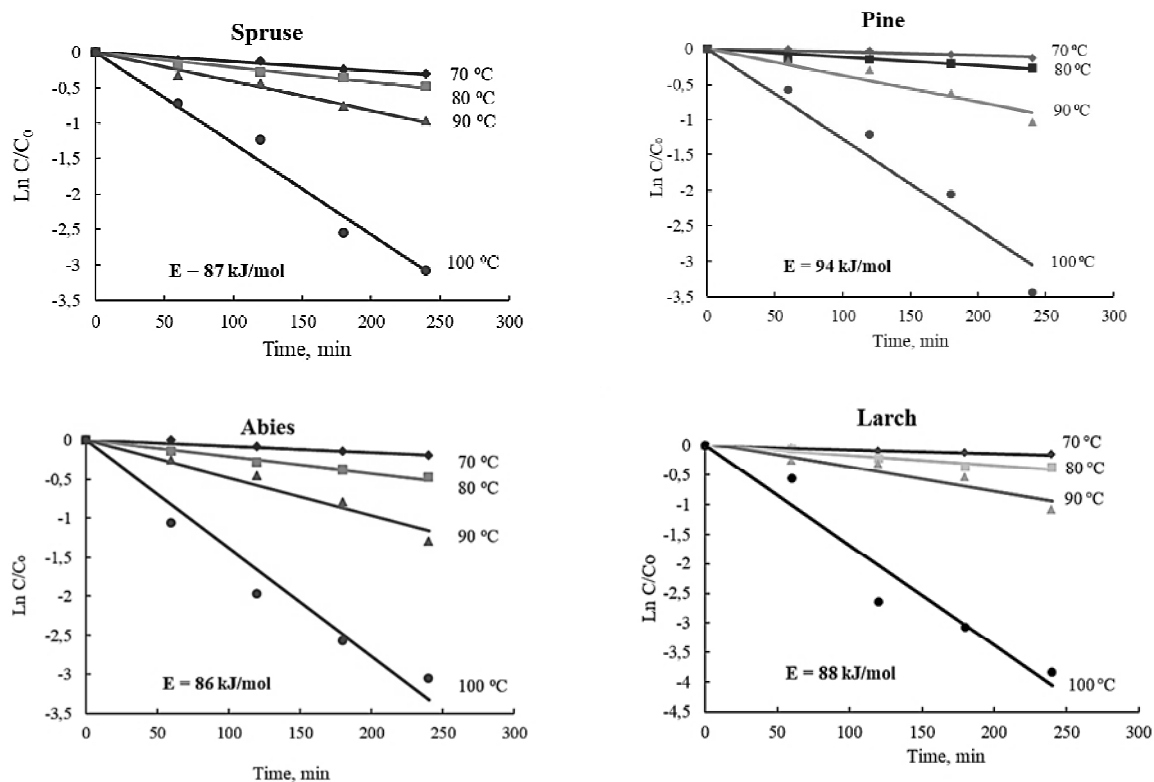 Spruse
0
-0,5
-1
-1,5
-2
-2,5
-3
-3,5
Ln C/C0
70 ºC
80 ºC
90 ºC
100 ºC
E – 87 kJ/mol
0 50 100 150 200 250 300
Time, min
Pine
0
-0,5
-1
-1,5
-2
-2,5
-3
-3,5
Ln C/C0
70 ºC
80 ºC
90 ºC
100 ºC
E = 94 kJ/mol
0 50 100 150 200 250 300
Time, min
Abies
0
-0,5
-1
-1,5
-2
-2,5
-3
-3,5
Ln C/C0
70 ºC
80 ºC
90 ºC
100 ºC
E = 86 kJ/mol
0 50 100 150 200 250 300
Time, min
Larch
0
-0,5
-1
-1,5
-2
-2,5
-3
-3,5
-4
-4,5
Ln C/Co
70 ºC
80 ºC
90 ºC
100 ºC
E = 88 kJ/mol
0 50 100 150 200 250 300
Time, min